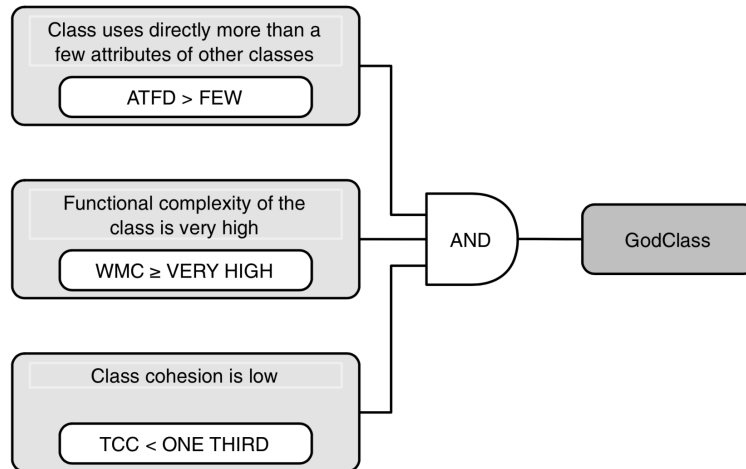 Class uses directly more than a
few attributes of other classes
ATFD > FEW
Functional complexity of the
class is very high
WMC ≥ VERY HIGH
AND
GodClass
Class cohesion is low
TCC < ONE THIRD